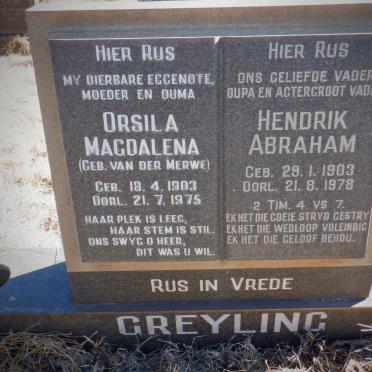 HIER RUS
MY DIERBARE EGGENOTE,
MOEDER EN OUMA
ORSILA
MAGDALENA
(GEB. VAN DER MERWE)
GEB. 18. 4. 1903
OORL. 21. 7. 1975
HAAR PLEK IS LEEG,
HAAR STEM IS STIL.
ONS SWYG O HEER,
DIT WAS U WIL.
HIER RUS
ONS GELIEFDE VADER
OUPA EN AGTERGROOT VAD
HENDRIK
ABRAHAM
GEB. 29. 1. 1903
OORL. 21. 8. 1978
2 TIM. 4 VS 7.
EK HET DIE GOEIE STRYD GESTRY
EK HET DIE WEDLOOP VOLEINDIG
EK HET DIE GELOOF BEHOU.
RUS IN VREDE
GREYLING